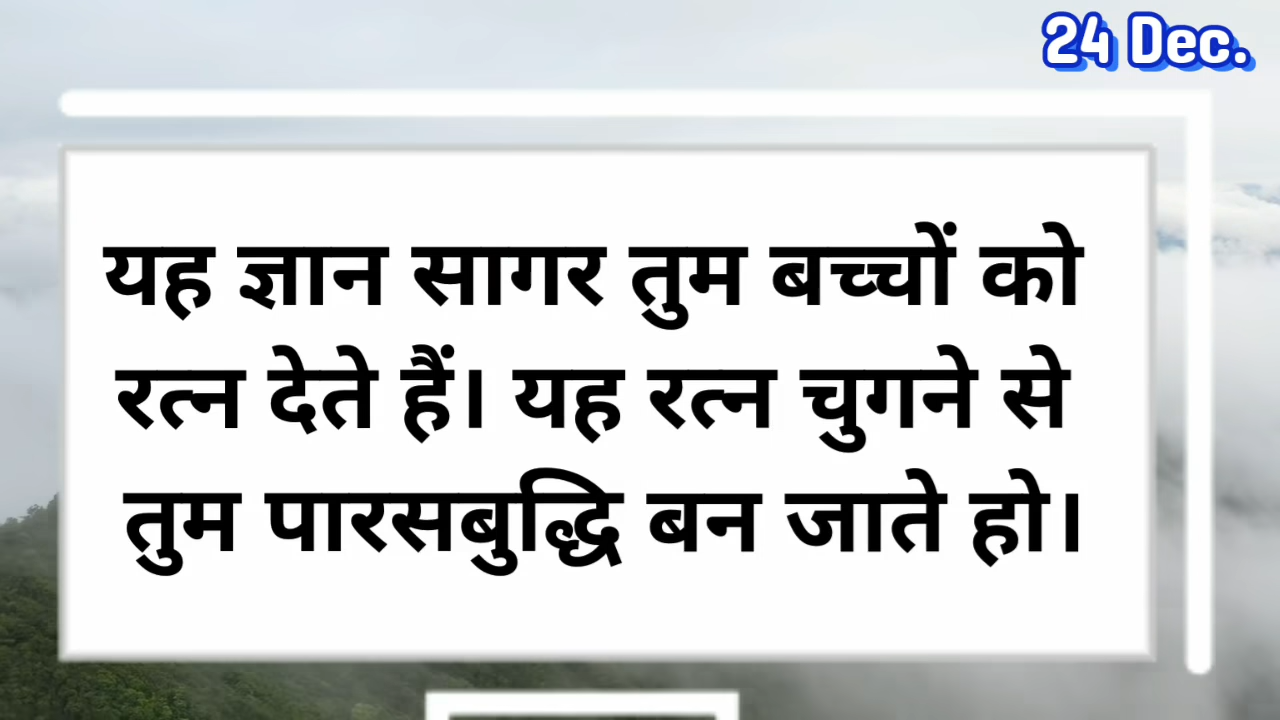 24 Dec.
यह ज्ञान सागर तुम बच्चों को
रत्न देते हैं। यह रत्न चुगने से
तुम पारसबुद्धि बन जाते हो।